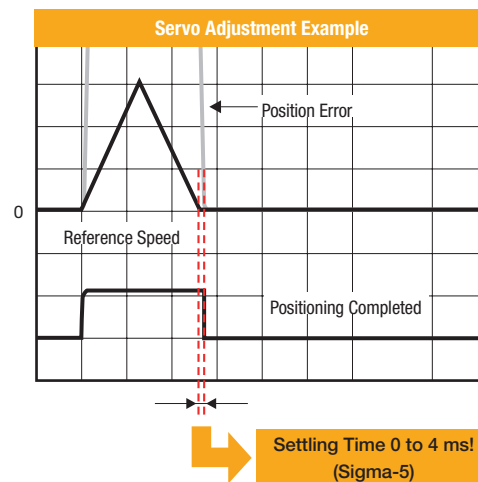 Servo Adjustment Example
Position Error
0
Reference Speed
Positioning Completed
Settling Time 0 to 4 ms!
(Sigma-5)